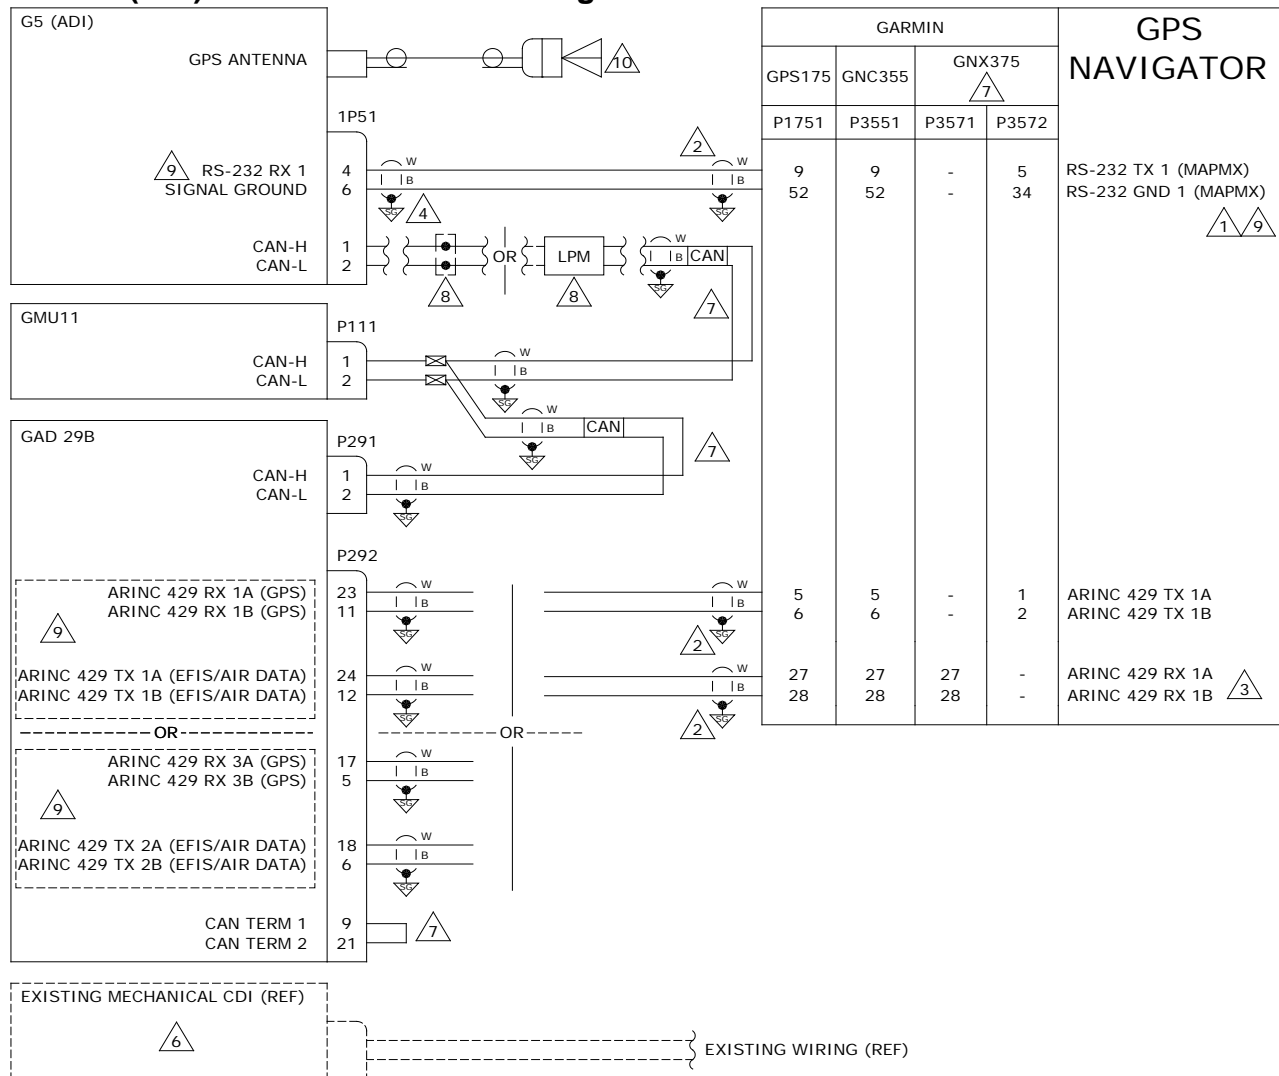 G5 (ADI)
GPS ANTENNA
10
1P51
9 RS-232 RX 1 4 W B SG 4
SIGNAL GROUND 6
2 W B SG
CAN-H 1
CAN-L 2
8
OR
LPM
8
W B SG CAN
7
GMU11
P111
CAN-H 1
CAN-L 2
W B SG
W B SG CAN
7
GAD 29B
P291
CAN-H 1 W
CAN-L 2 B
SG
P292
9
ARINC 429 RX 1A (GPS) 23 W
ARINC 429 RX 1B (GPS) 11 B
SG
W B SG 2
ARINC 429 TX 1A (EFIS/AIR DATA) 24 W
ARINC 429 TX 1B (EFIS/AIR DATA) 12 B
SG
W B SG 2
OR
OR
9
ARINC 429 RX 3A (GPS) 17 W
ARINC 429 RX 3B (GPS) 5 B
SG
ARINC 429 TX 2A (EFIS/AIR DATA) 18 W
ARINC 429 TX 2B (EFIS/AIR DATA) 6 B
SG
CAN TERM 1 9
CAN TERM 2 21
7
EXISTING MECHANICAL CDI (REF)
6
EXISTING WIRING (REF)
GARMIN
GPS
NAVIGATOR
GPS175 GNC355 GNX375
7
P1751 P3551 P3571 P3572
9 9 - 5 RS-232 TX 1 (MAPMX)
52 52 - 34 RS-232 GND 1 (MAPMX)
1 9
5 5 - 1 ARINC 429 TX 1A
6 6 - 2 ARINC 429 TX 1B
27 27 27 - ARINC 429 RX 1A
28 28 28 - ARINC 429 RX 1B
3